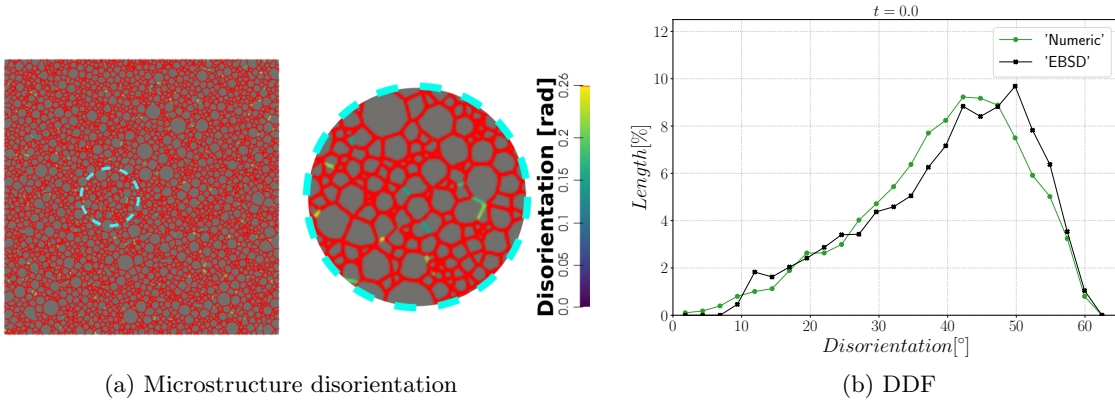 Disorientation [rad]
0.26
0.2
0.15
0.1
0.05
0.0
(a) Microstructure disorientation
t = 0.0
'Numeric'
'EBSD'
Length[%]
12
10
8
6
4
2
0
0 10 20 30 40 50 60
Disorientation[°]
(b) DDF